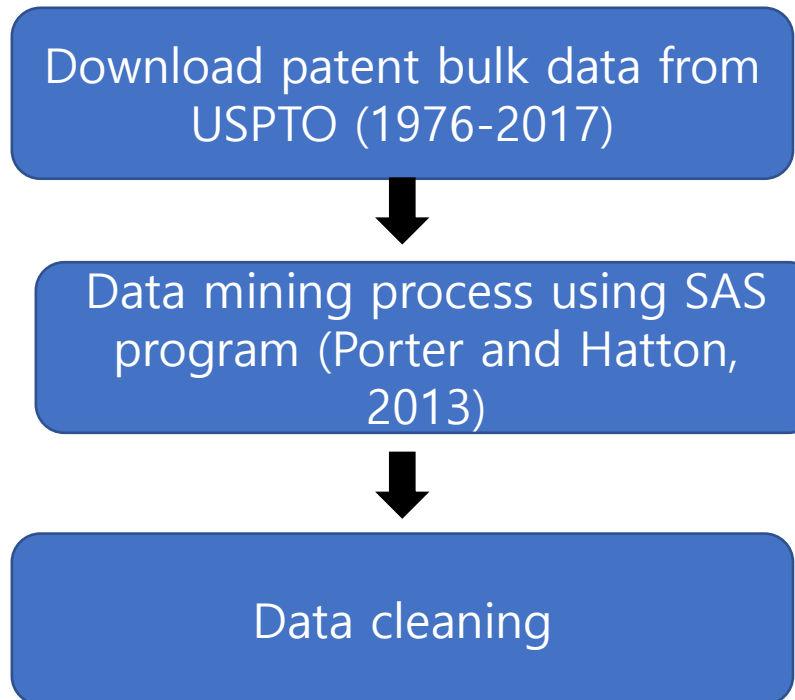 Download patent bulk data from
USPTO (1976-2017)
Data mining process using SAS
program (Porter and Hatton,
2013)
Data cleaning